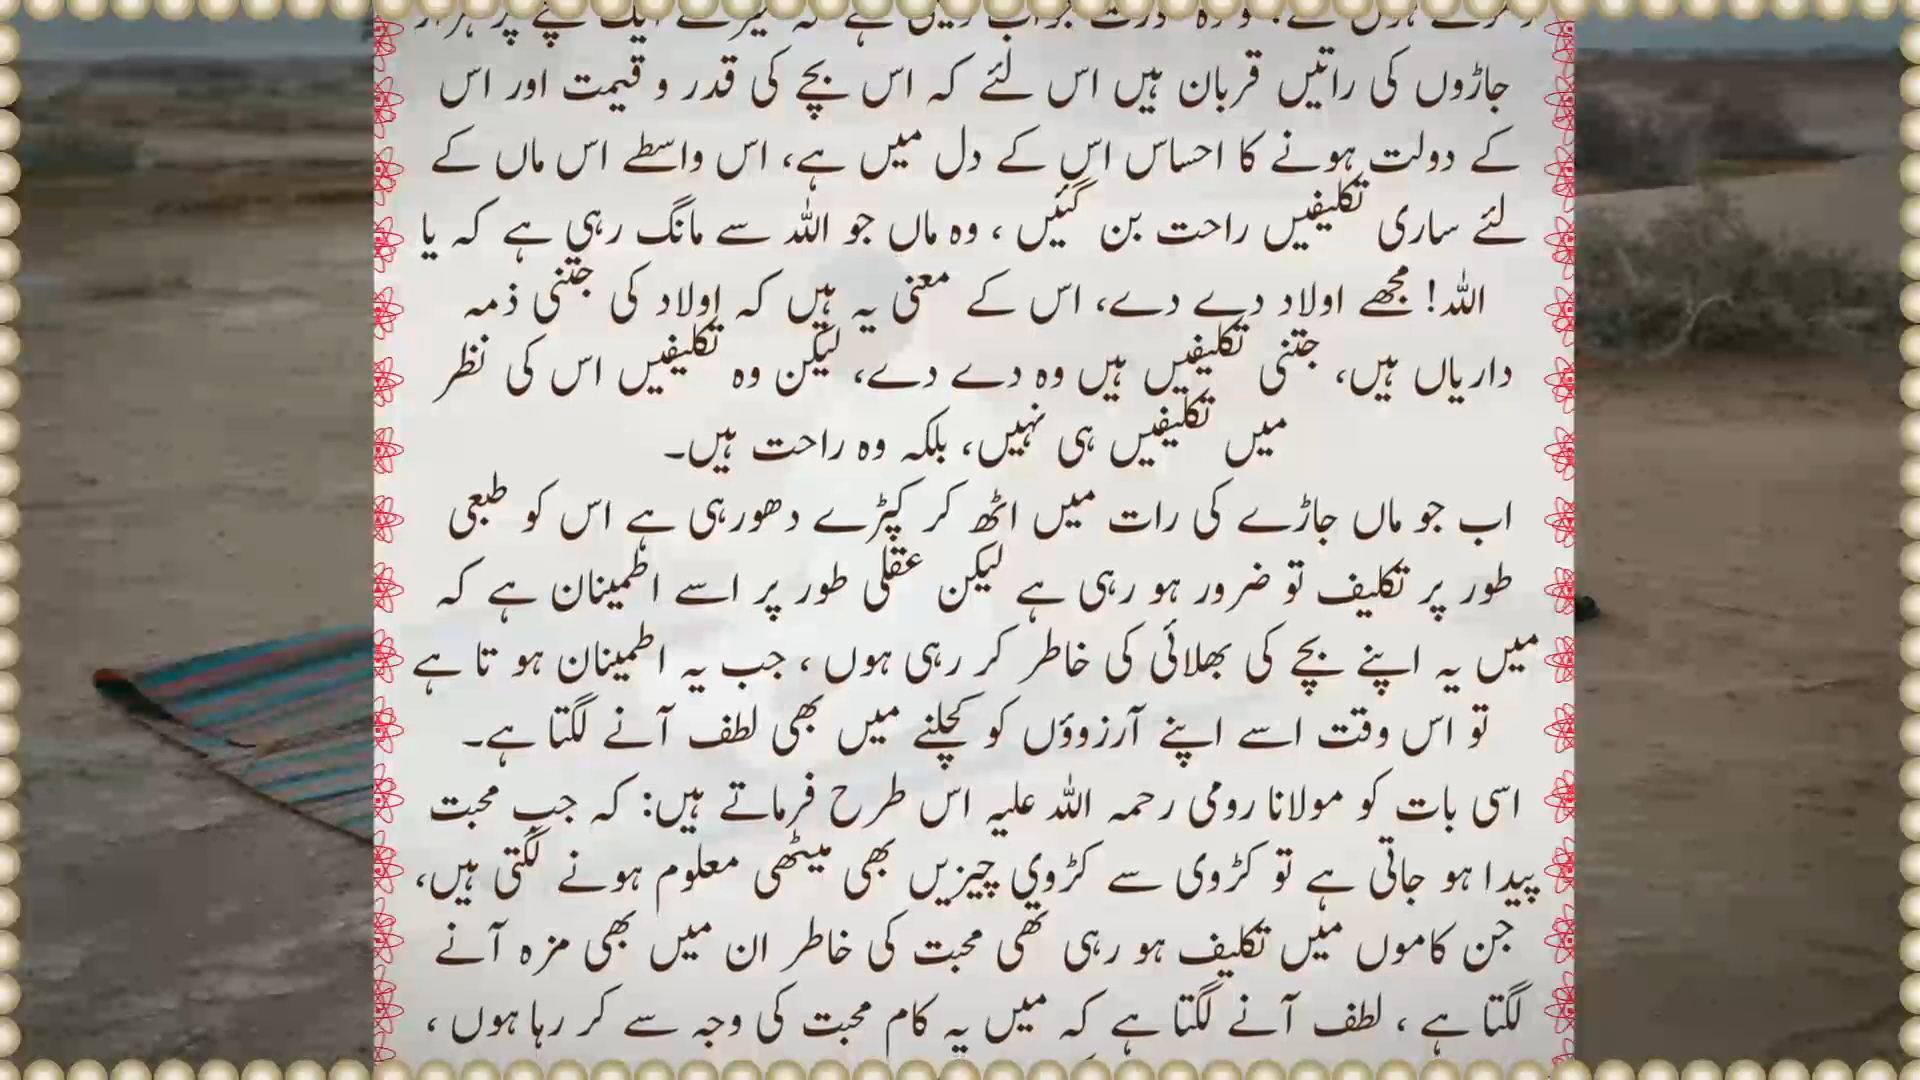 جاڑوں کی راتیں قربان ہیں اس لئے کہ اس بچے کی قدر و قیمت اور اس
کے دولت ہونے کا احساس اس کے دل میں ہے، اس واسطے اس ماں کے
لئے ساری تکلیفیں راحت بن گئیں ، وہ ماں جو اللہ سے مانگ رہی ہے کہ یا
اللہ! مجھے اولاد دے دے، اس کے معنی یہ ہیں کہ اولاد کی جتنی ذمہ
داریاں ہیں، جتنی تکلیفیں ہیں وہ دے دے، لیکن وہ تکلیفیں اس کی نظر
میں تکلیفیں ہی نہیں، بلکہ وہ راحت ہیں۔
اب جو ماں جاڑے کی رات میں اٹھ کر کپڑے دھورہی ہے اس کو طبعی
طور پر تکلیف تو ضرور ہو رہی ہے لیکن عقلی طور پر اسے اطمینان ہے کہ
میں یہ اپنے بچے کی بھلائی کی خاطر کر رہی ہوں ، جب یہ اطمینان ہو تا ہے
تو اس وقت اسے اپنے آرزوؤں کو کچلنے میں بھی لطف آنے لگتا ہے۔
اسی بات کو مولانا رومی رحمہ اللہ علیہ اس طرح فرماتے ہیں: کہ جب محبت
پیدا ہو جاتی ہے تو کڑوی سے کڑوی چیزیں بھی میٹھی معلوم ہونے لگتی ہیں،
جن کاموں میں تکلیف ہو رہی تھی محبت کی خاطر ان میں بھی مزہ آنے
لگتا ہے ، لطف آنے لگتا ہے کہ میں یہ کام محبت کی وجہ سے کر رہا ہوں ،